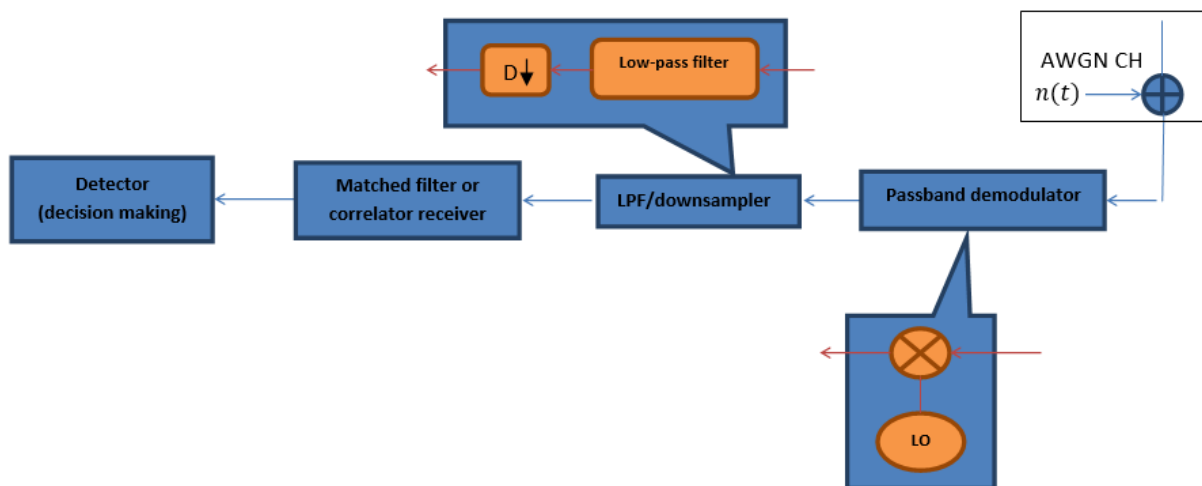 D↓
Low-pass filter
AWGN CH
n(t)
Detector
(decision making)
Matched filter or
correlator receiver
LPF/downsampler
Passband demodulator
LO